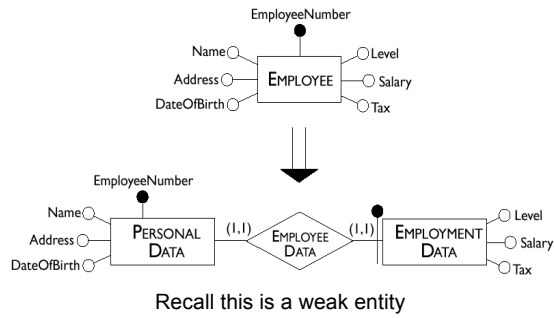 EmployeeNumber
Name
Level
Address
EMPLOYEE
Salary
DateOfBirth
Tax
EmployeeNumber
Name
Level
PERSONAL
DATA
(1,1)
EMPLOYEE
DATA
(1,1)
EMPLOYMENT
DATA
Address
Salary
DateOfBirth
Tax
Recall this is a weak entity